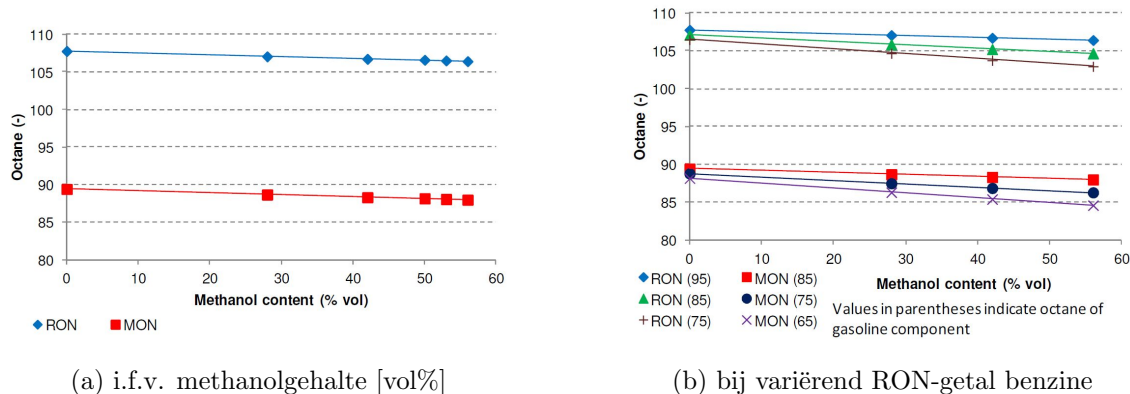 110
105
100
95
90
85
80
Octane (-)
0 10 20 30 40 50 60
Methanol content (% vol)
RON MON
(a) i.f.v. methanolgehalte [vol%]
110
105
100
95
90
85
80
Octane (-)
0 10 20 30 40 50 60
Methanol content (% vol)
RON (95) MON (85)
RON (85) MON (75)
RON (75) MON (65)
Values in parentheses indicate octane of
gasoline component
(b) bij variërend RON-getal benzine